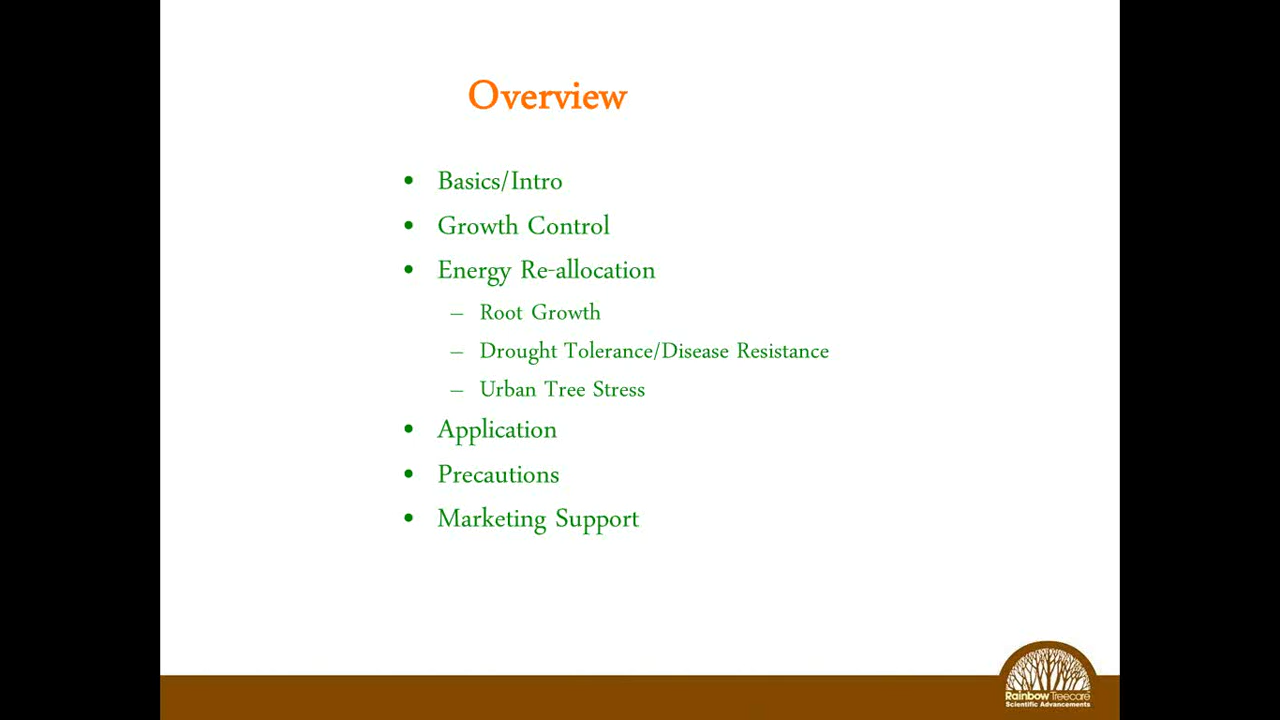 Overview
• Basics/Intro
• Growth Control
• Energy Re-allocation
– Root Growth
– Drought Tolerance/Disease Resistance
– Urban Tree Stress
• Application
• Precautions
• Marketing Support
Rainbow Treecare
Scientific Advancements